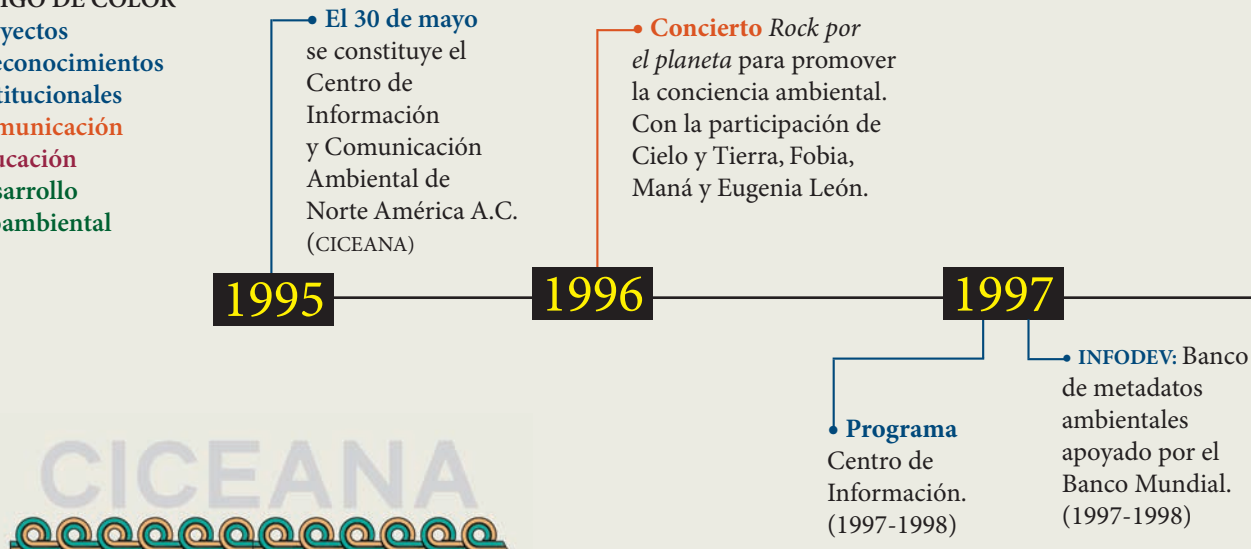 yectos
econocimientos
titucionales
municación
ucación
sarrollo
ambiental
• El 30 de mayo
se constituye el
Centro de
Información
y Comunicación
Ambiental de
Norte América A.C.
(CICEANA)
• Concierto Rock por
el planeta para promover
la conciencia ambiental.
Con la participación de
Cielo y Tierra, Fobia,
Maná y Eugenia León.
1995
1996
1997
• Programa
Centro de
Información.
(1997-1998)
• INFODEV: Banco
de metadatos
ambientales
apoyado por el
Banco Mundial.
(1997-1998)
CICEANA